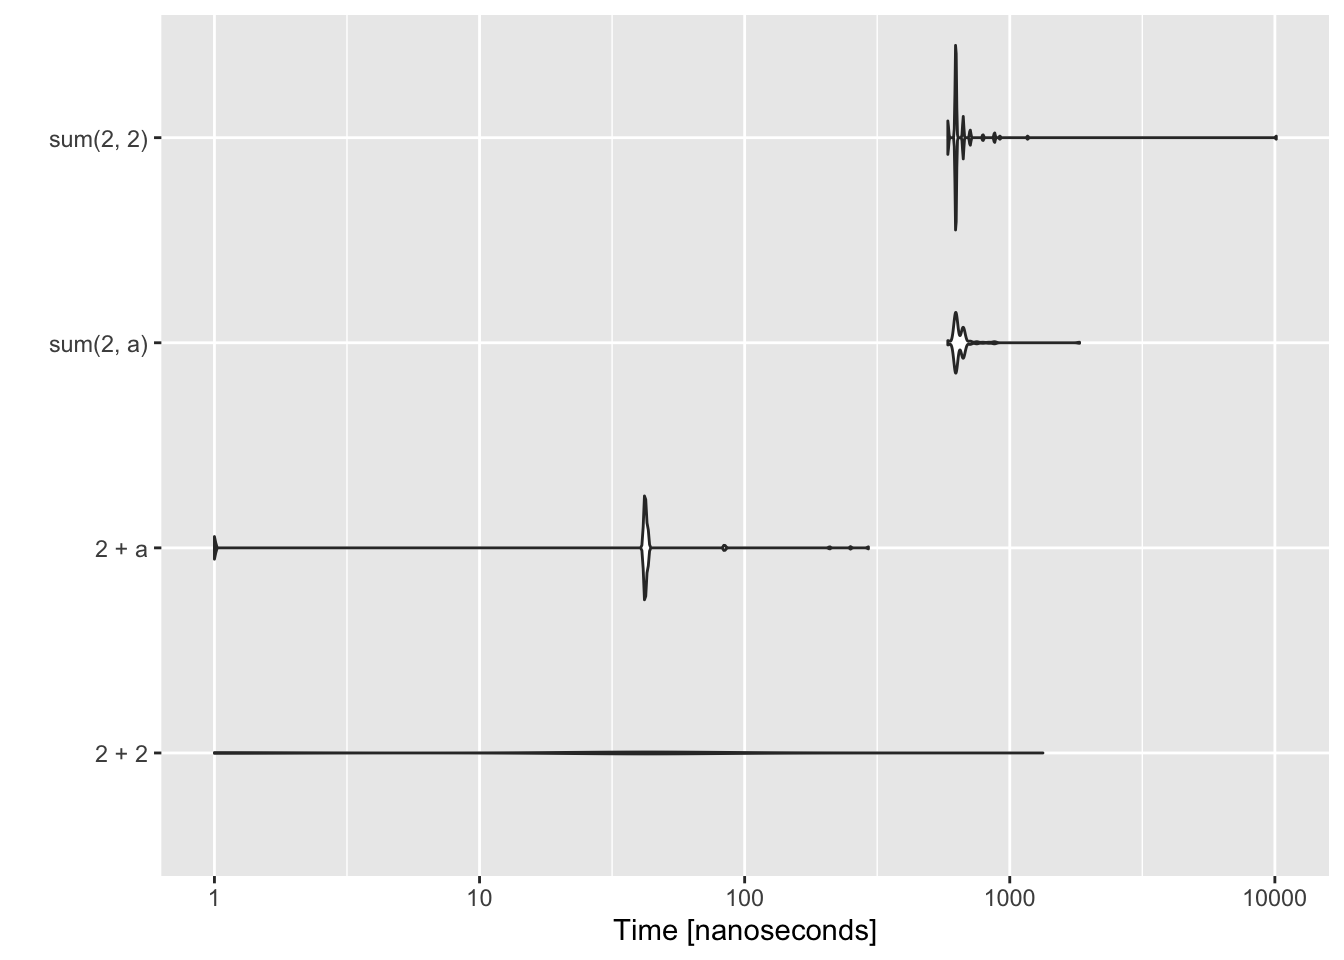 sum(2, 2)
sum(2, a)
2 + a
2 + 2
1 10 100 1000 10000
Time [nanoseconds]